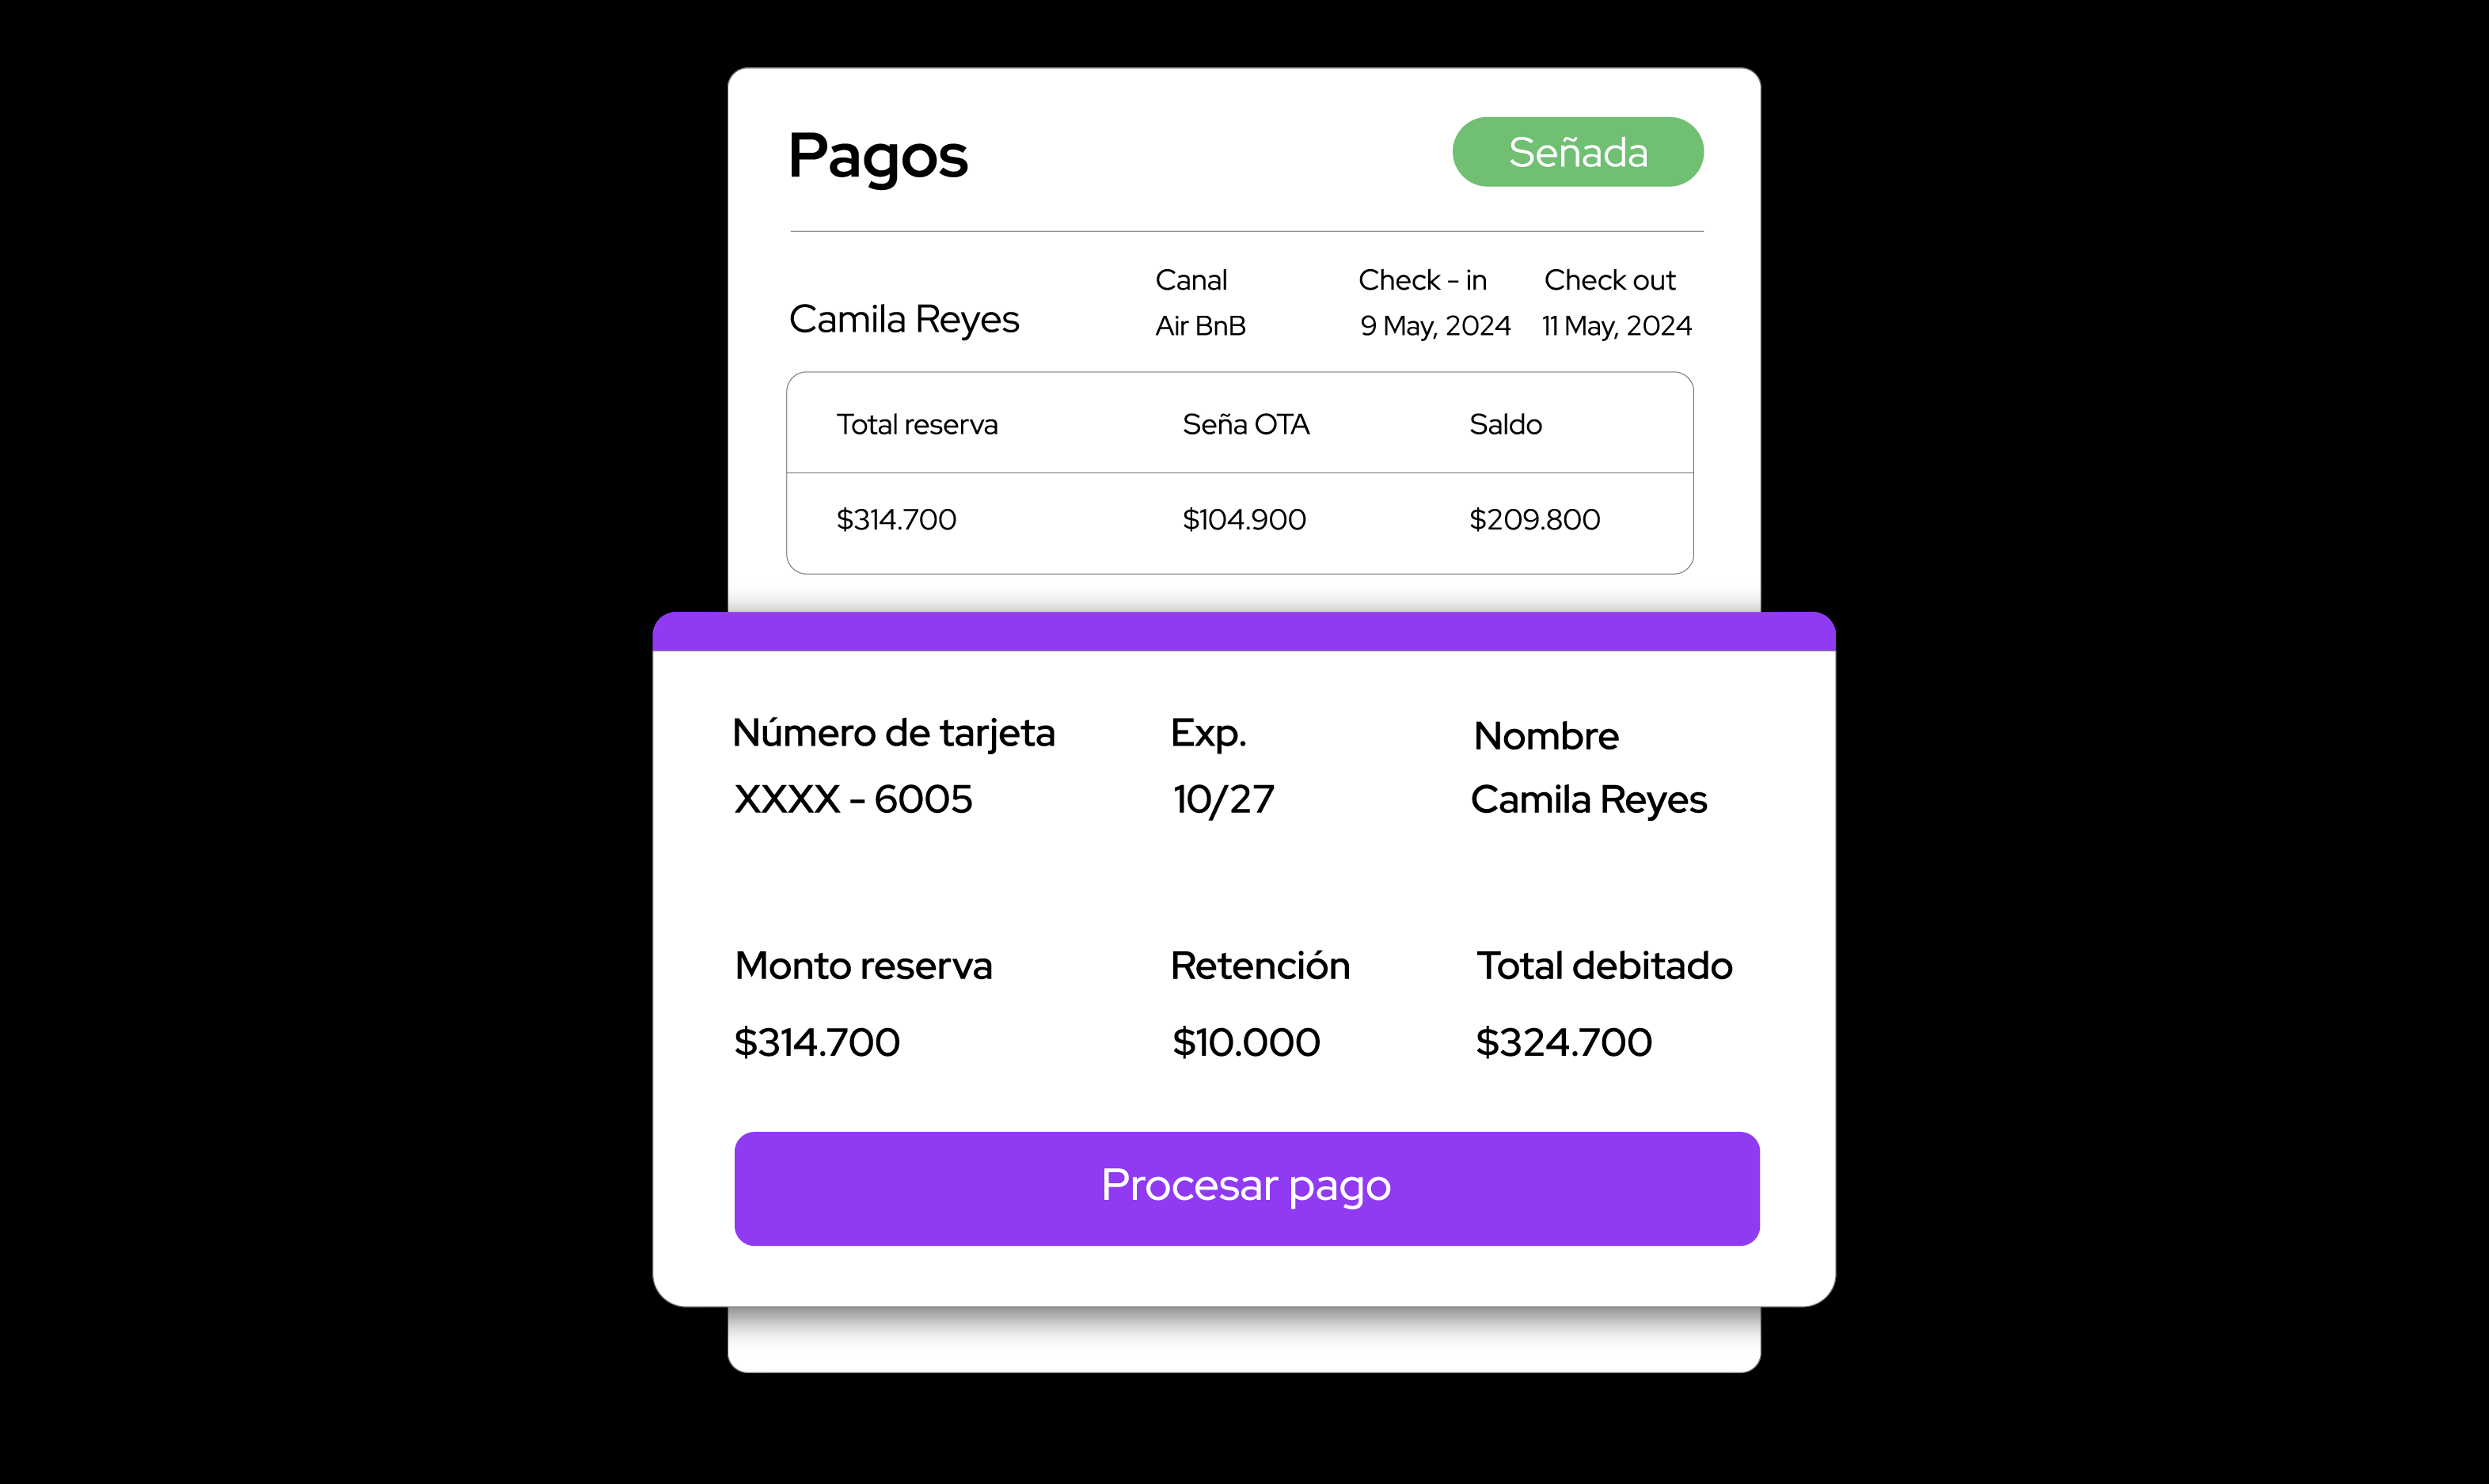 Pagos
Señada
Canal Check - in Check out
Camila Reyes
Air BnB 9 May, 2024 11 May, 2024
Total reserva Seña OTA Saldo
$314.700 $104.900 $209.800
Número de tarjeta Exp. Nombre
XXXX - 6005 10/27 Camila Reyes
Monto reserva Retención Total debitado
$314.700 $10.000 $324.700
Procesar pago